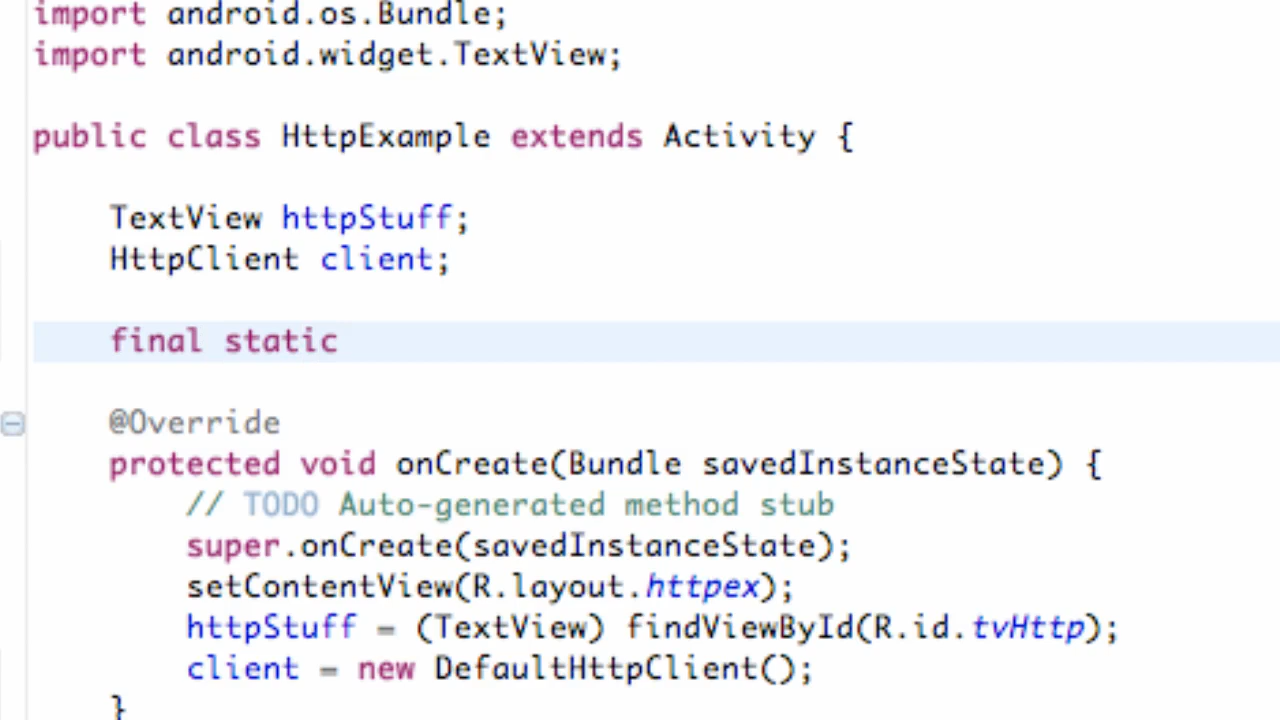 import android.os.Bundle;
import android.widget.TextView;
public class HttpExample extends Activity {
TextView httpStuff;
HttpClient client;
final static
@Override
protected void onCreate(Bundle savedInstanceState) {
// TODO Auto-generated method stub
super.onCreate(savedInstanceState);
setContentView(R.layout.httpex);
httpStuff = (TextView) findViewById(R.id.tvHttp);
client = new DefaultHttpClient();
}